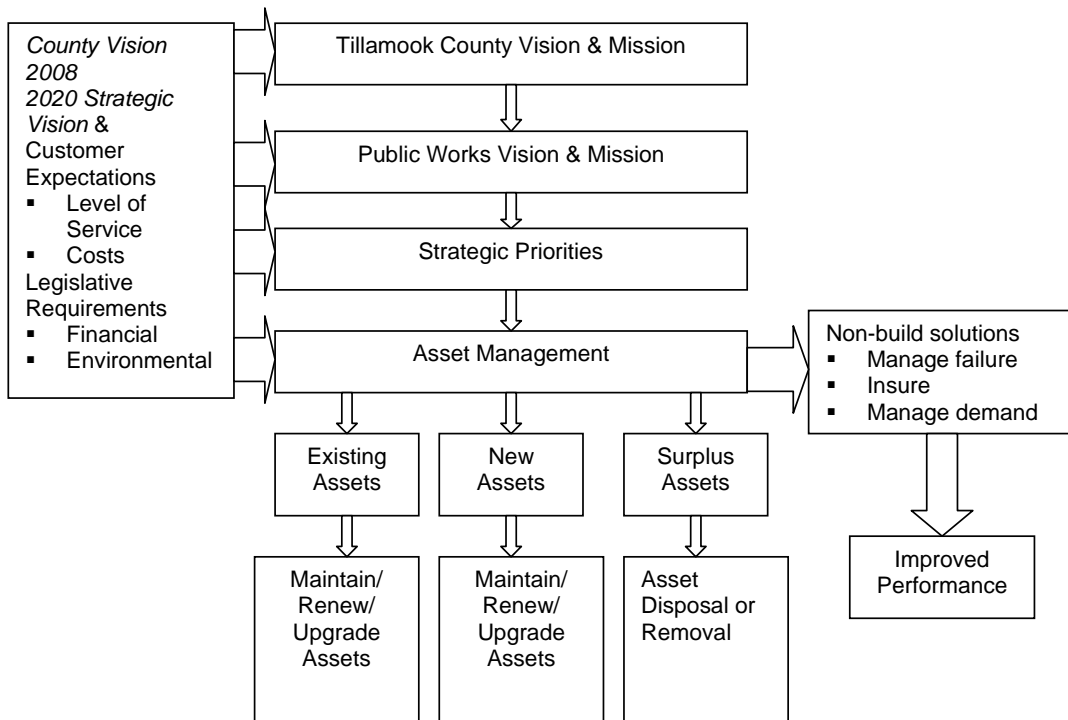 County Vision
2008
2020 Strategic
Vision &
Customer
Expectations
▪ Level of
Service
▪ Costs
Legislative
Requirements
▪ Financial
▪ Environmental
Tillamook County Vision & Mission
Public Works Vision & Mission
Strategic Priorities
Asset Management
Non-build solutions
▪ Manage failure
▪ Insure
▪ Manage demand
Existing
Assets
New
Assets
Surplus
Assets
Improved
Performance
Maintain/
Renew/
Upgrade
Assets
Maintain/
Renew/
Upgrade
Assets
Asset
Disposal or
Removal